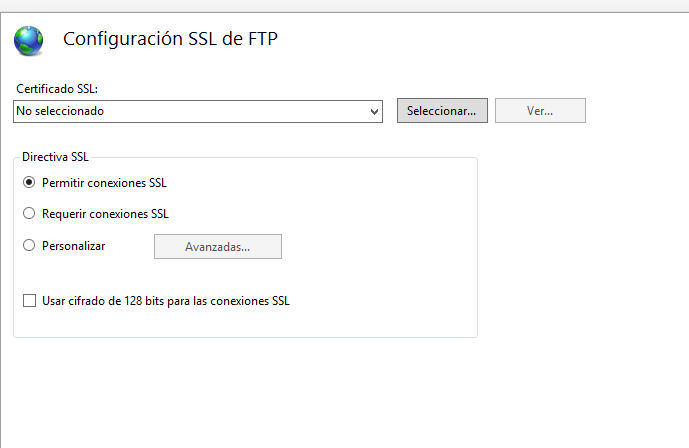 Configuración SSL de FTP
Certificado SSL:
No seleccionado
Seleccionar...
Ver...
Directiva SSL
Permitir conexiones SSL
Requerir conexiones SSL
Personalizar
Avanzadas...
Usar cifrado de 128 bits para las conexiones SSL